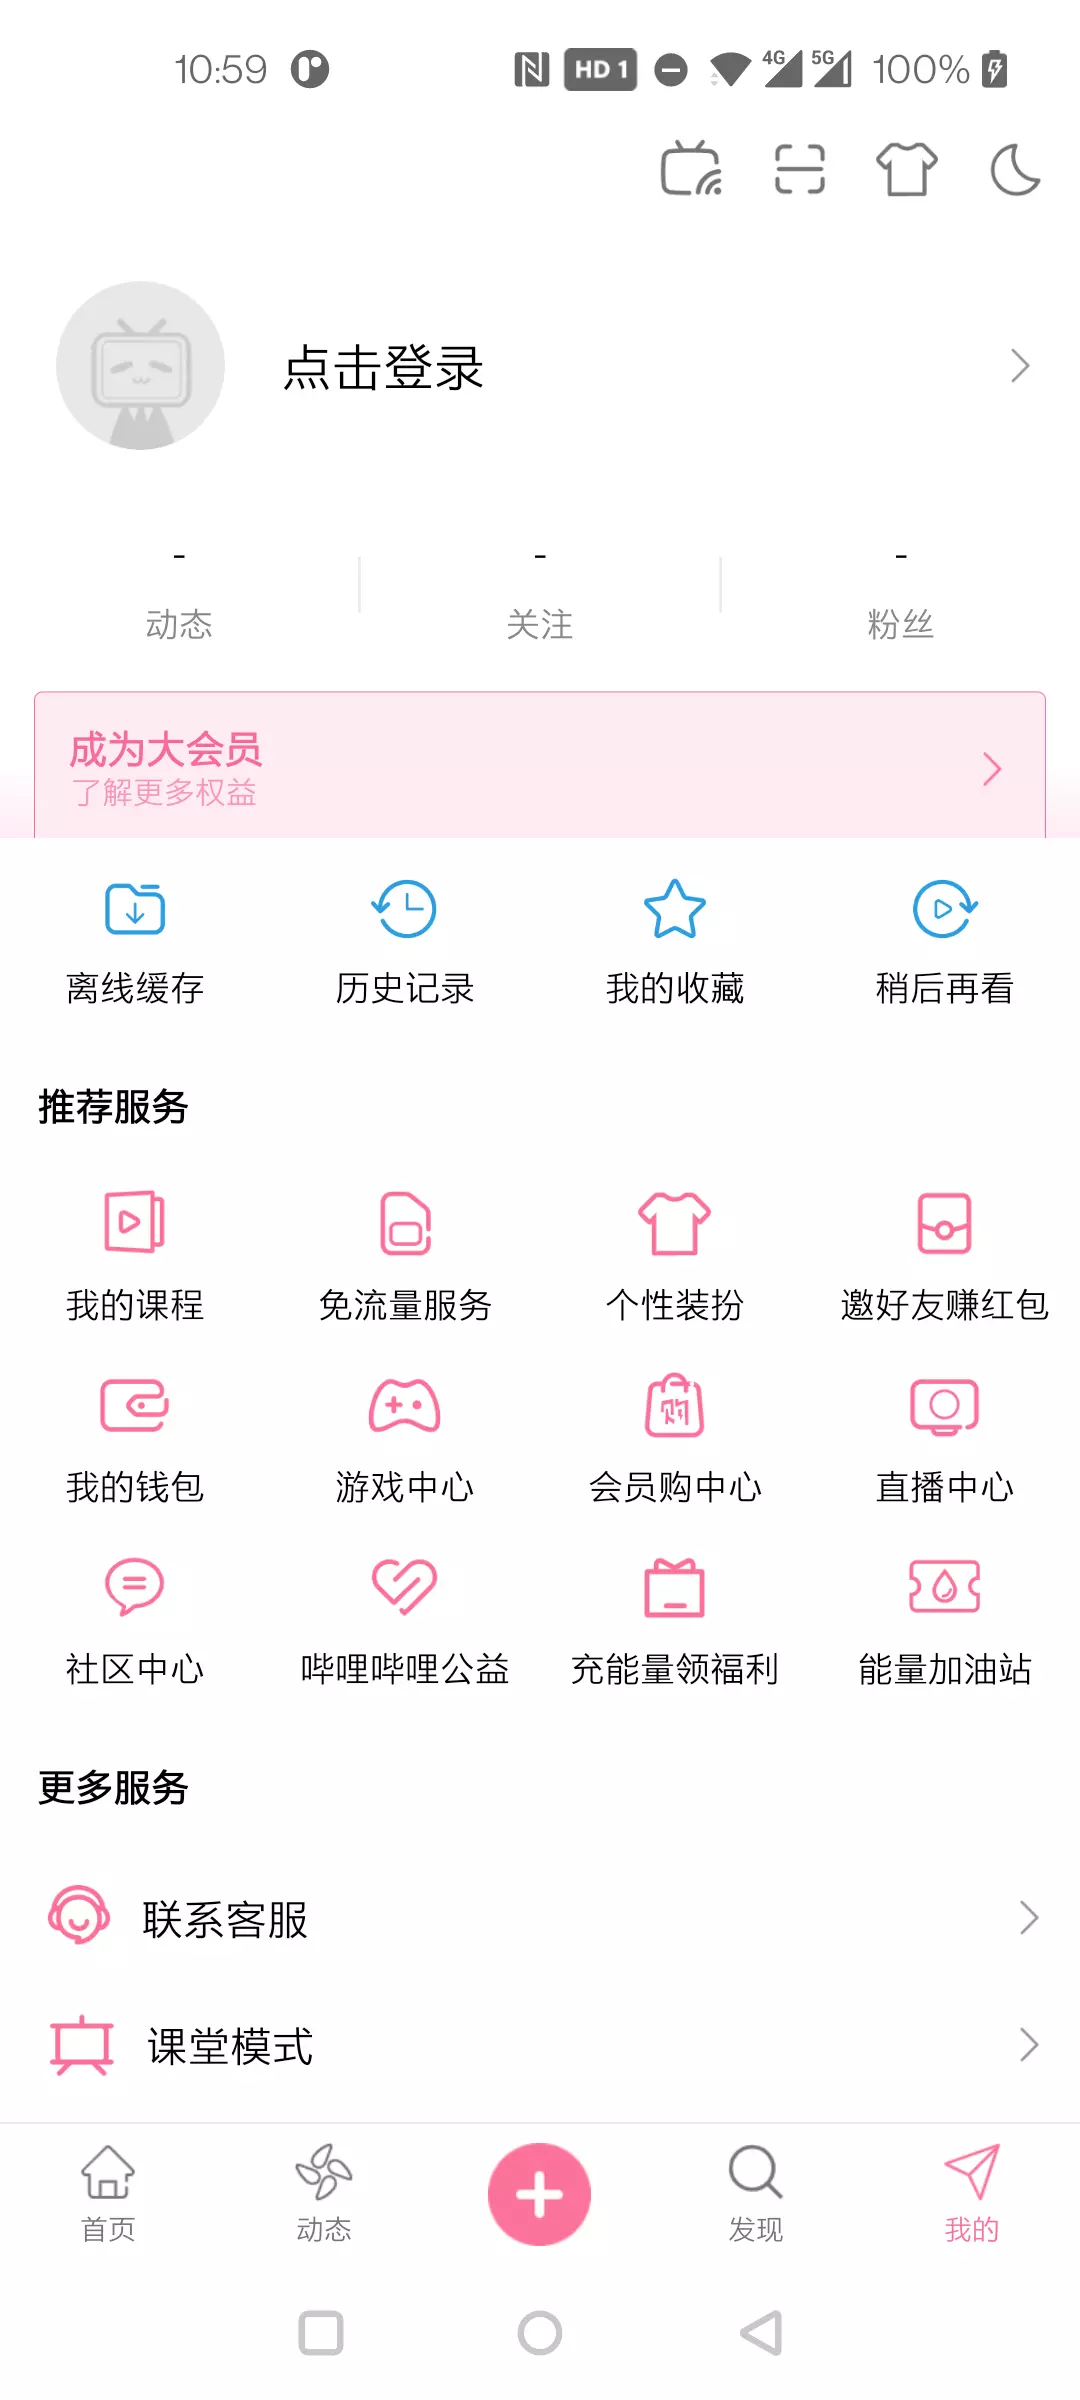 10:59 HD 1 4G 5G 100%
点击登录
- - -
动态 关注 粉丝
成为大会员
了解更多权益
离线缓存 历史记录 我的收藏 稍后再看
推荐服务
我的课程 免流量服务 个性装扮 邀好友赚红包
购
我的钱包 游戏中心 会员购中心 直播中心
社区中心 哔哩哔哩公益 充能量领福利 能量加油站
更多服务
联系客服
课堂模式
首页 动态 发现 我的